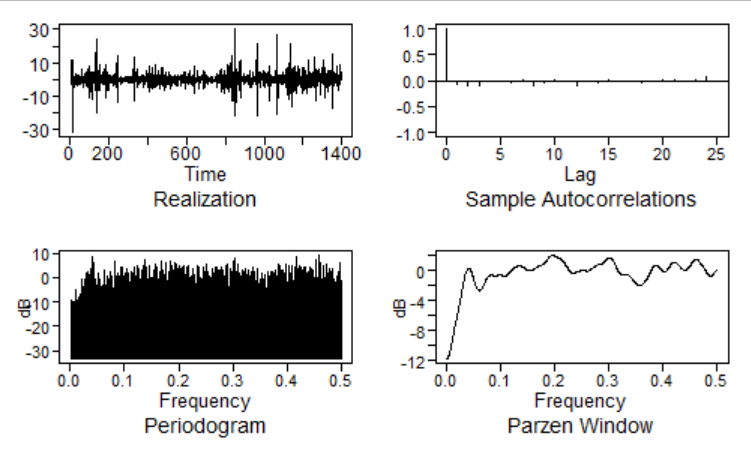 30
10
-10
-30
0 200 600 1000 1400
Time
Realization
1.0
0.5
0.0
-0.5
-1.0
0 5 10 15 20 25
Lag
Sample Autocorrelations
10
0
-10
-20
-30
dB
0.0 0.1 0.2 0.3 0.4 0.5
Frequency
Periodogram
0
-4
-8
-12
dB
0.0 0.1 0.2 0.3 0.4 0.5
Frequency
Parzen Window